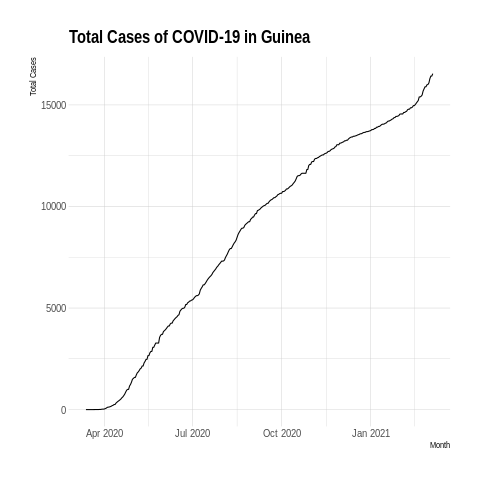 Total Cases of COVID-19 in Guinea
Total Cases
15000
10000
5000
0
Apr 2020 Jul 2020 Oct 2020 Jan 2021
Month